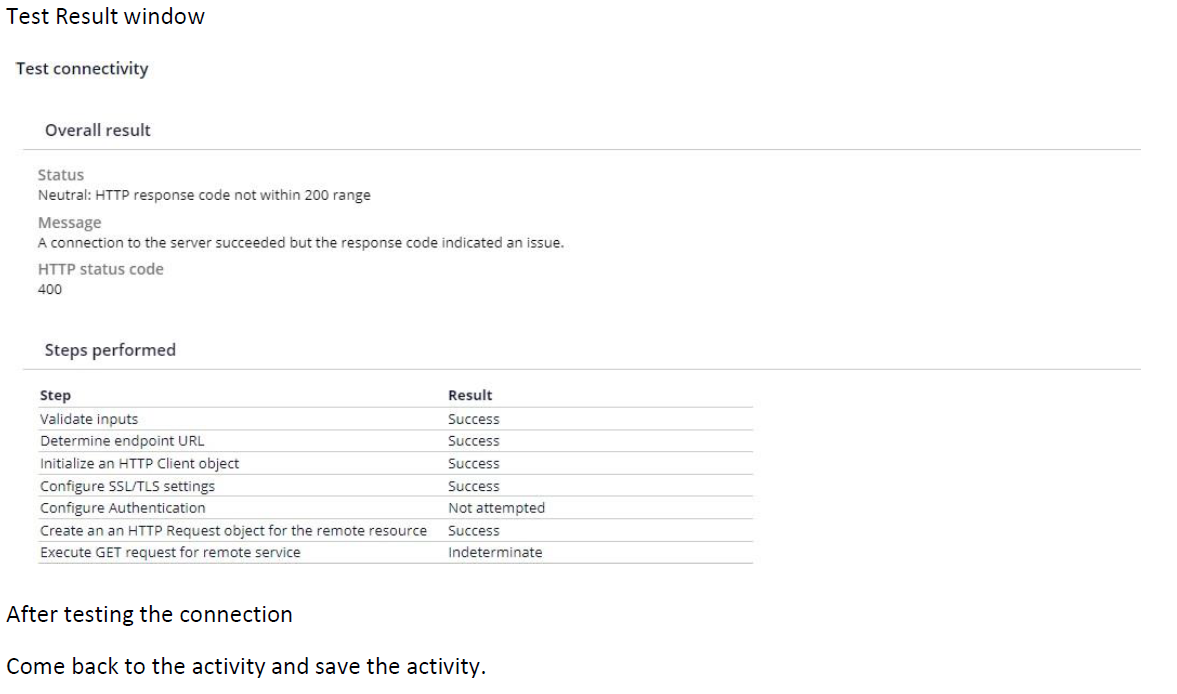 Test Result window
Test connectivity
Overall result
Status
Neutral: HTTP response code not within 200 range
Message
A connection to the server succeeded but the response code indicated an issue.
HTTP status code
400
Steps performed
Step Result
Validate inputs Success
Determine endpoint URL Success
Initialize an HTTP Client object Success
Configure SSL/TLS settings Success
Configure Authentication Not attempted
Create an an HTTP Request object for the remote resource Success
Execute GET request for remote service Indeterminate
After testing the connection
Come back to the activity and save the activity.